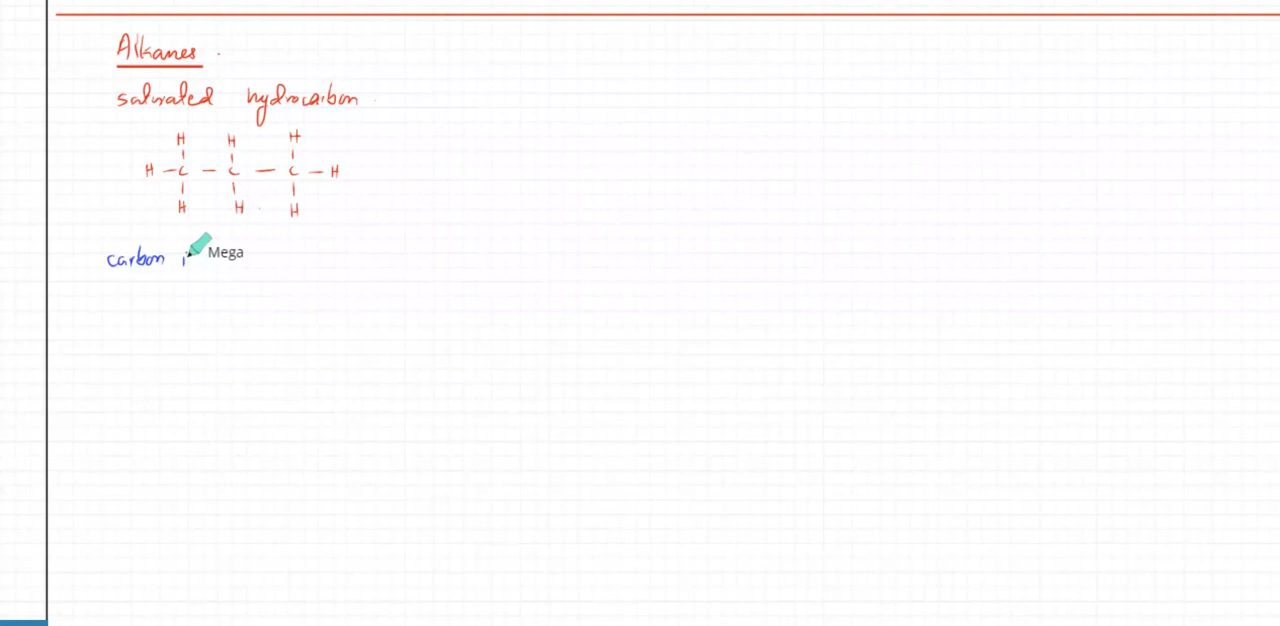 Alkanes
saturated hydrocarbon
H H H
H - C - C - C - H
H H H
carbon
Mega